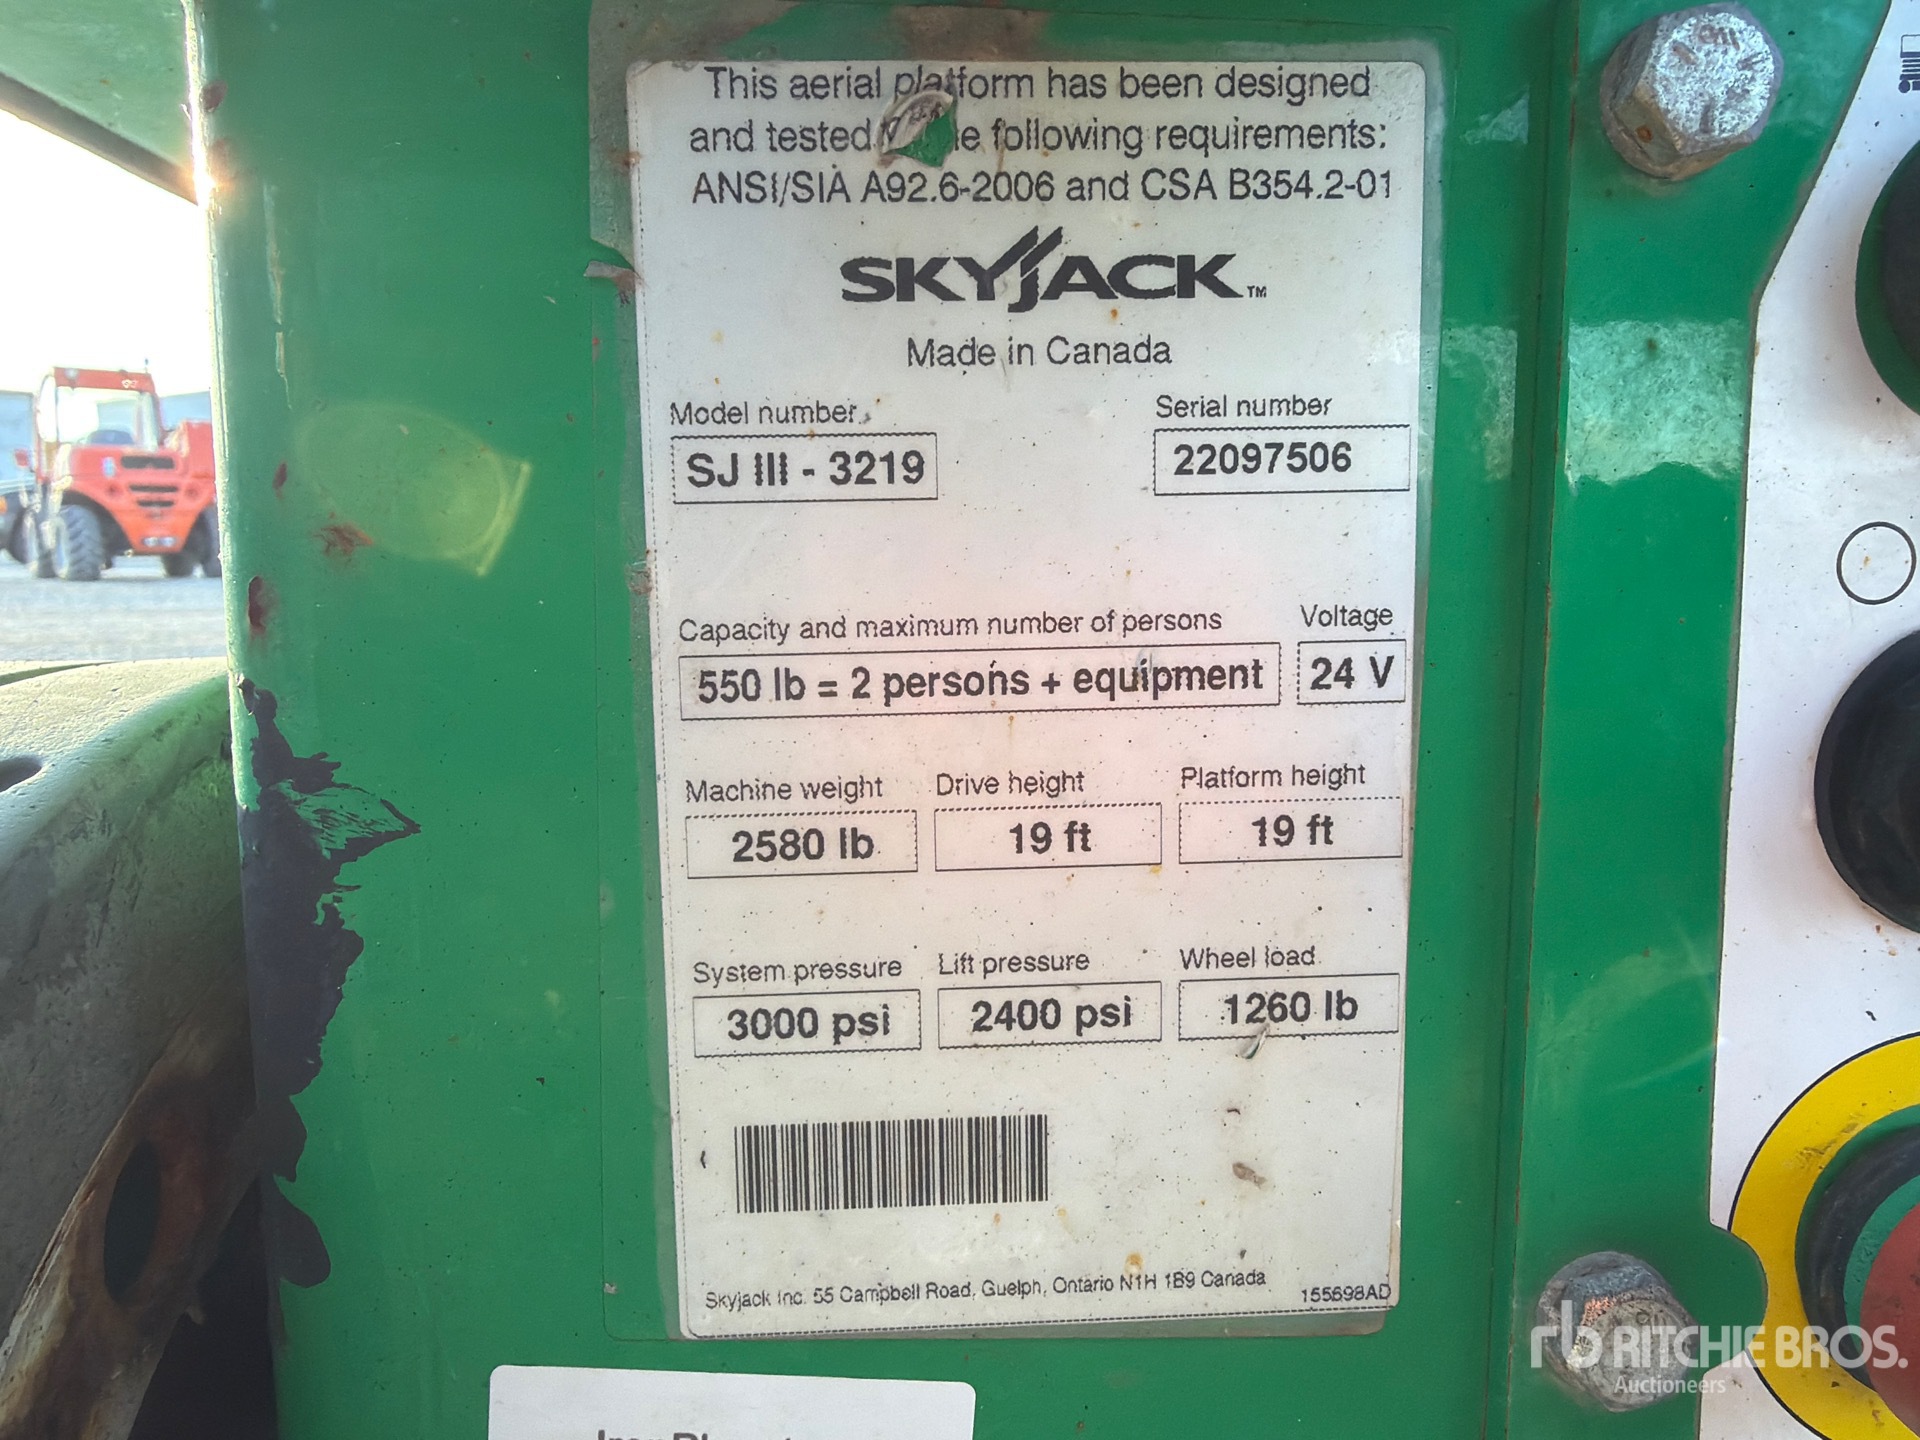 This aerial platform has been designed
and tested following requirements:
ANSI/SIA A92.6-2006 and CSA B354.2-01
SKYJACK™
Made in Canada
Model number
Serial number
SJ III - 3219
22097506
Capacity and maximum number of persons
Voltage
550 lb = 2 persons + equipment
24 V
Machine weight
Drive height
Platform height
2580 lb
19 ft
19 ft
System pressure
Lift pressure
Wheel load
3000 psi
2400 psi
1260 lb
Skyjack Inc. 55 Campbell Road, Guelph, Ontario N1H 1B9 Canada
155698AD
rb RITCHIE BROS.
Auctioneers